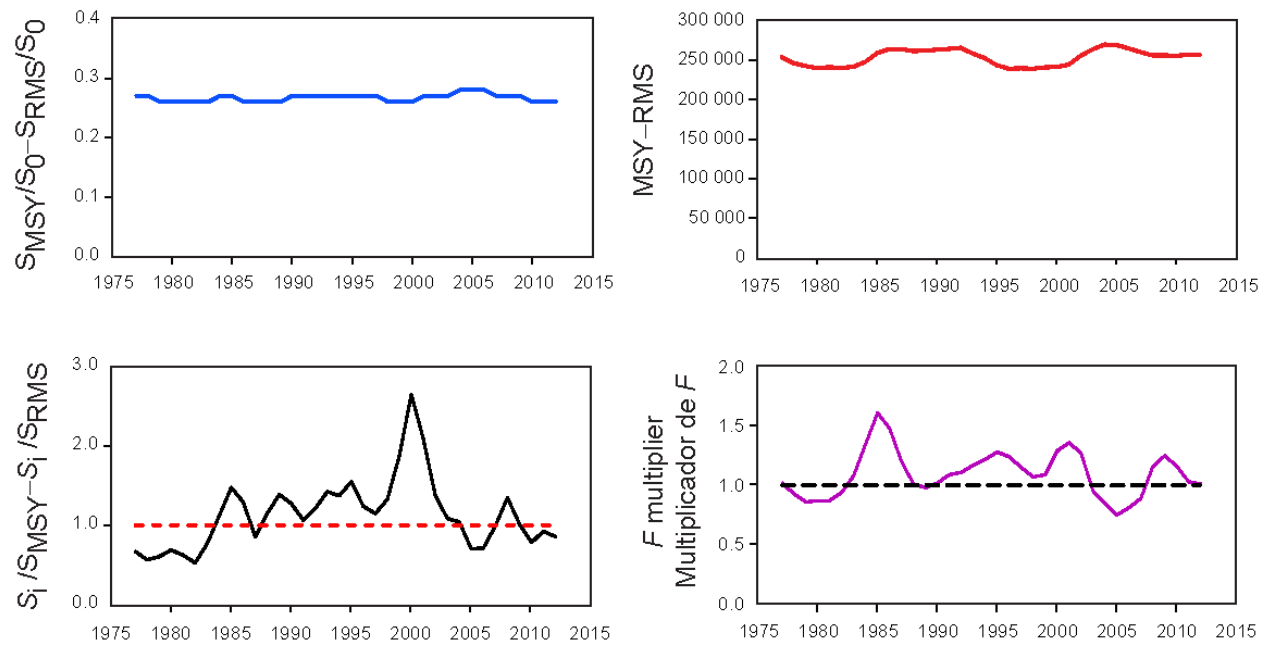 SMSY/S0–SRMS/S0
0.4
0.3
0.2
0.1
0.0
1975 1980 1985 1990 1995 2000 2005 2010 2015
MSY–RMS
300 000
250 000
200 000
150 000
100 000
50 000
0
1975 1980 1985 1990 1995 2000 2005 2010 2015
Si /SMSY–Si /SRMS
3.0
2.0
1.0
0.0
1975 1980 1985 1990 1995 2000 2005 2010 2015
F multiplier
Multiplicador de F
2.0
1.5
1.0
0.5
0.0
1975 1980 1985 1990 1995 2000 2005 2010 2015